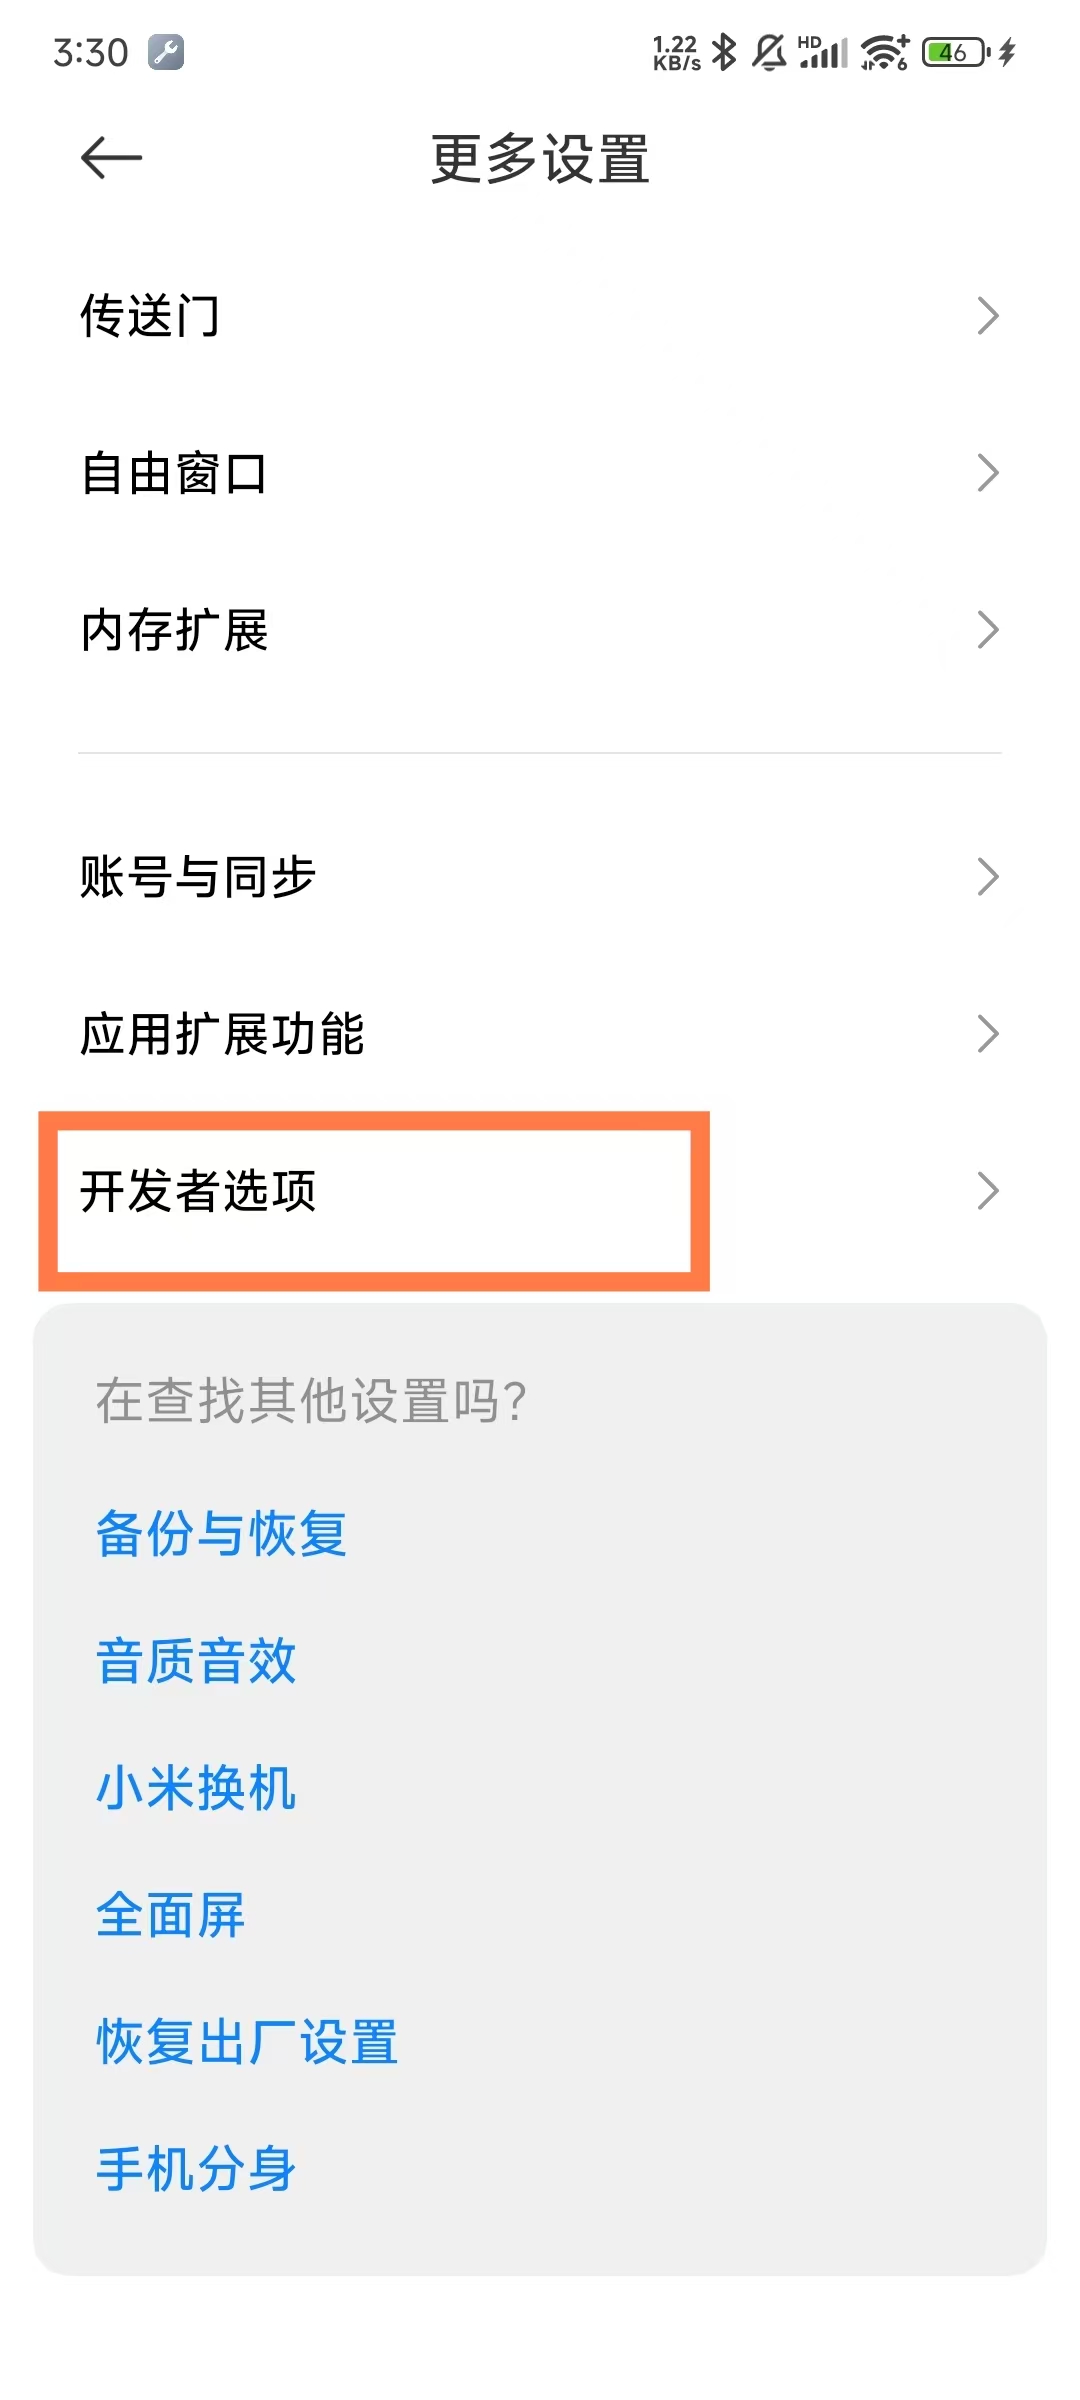 3:30
1.22
KB/s
HD
6
46
更多设置
传送门
自由窗口
内存扩展
账号与同步
应用扩展功能
开发者选项
在查找其他设置吗?
备份与恢复
音质音效
小米换机
全面屏
恢复出厂设置
手机分身